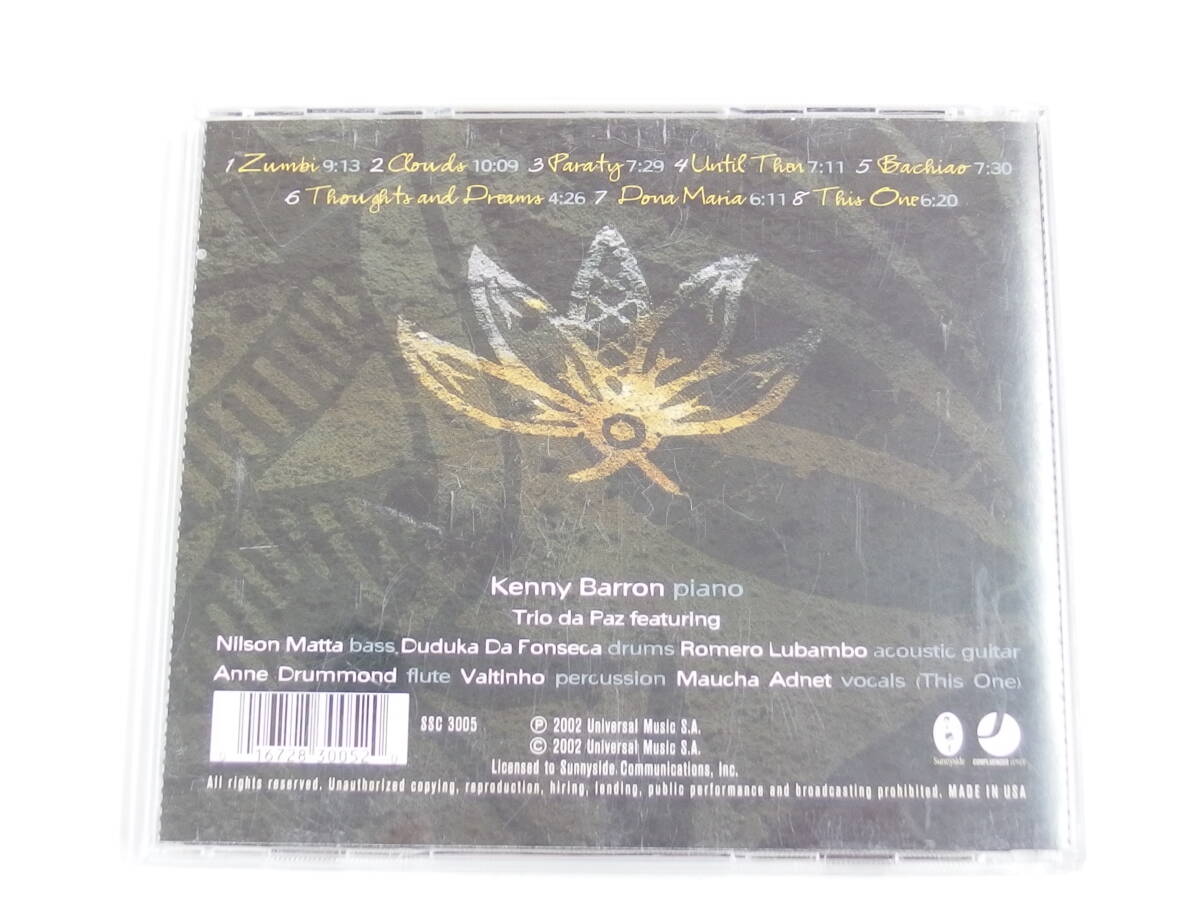 1 Zumbi 9:13 2 Clouds 10:09 3 Paraty 7:29 4 Until Then 7:11 5 Bachiao 7:30
6 Thoughts and Dreams 4:26 7 Dona Maria 6:11 8 This One 6:20
Kenny Barron piano
Trio da Paz featuring
Nilson Matta bass, Duduka Da Fonseca drums Romero Lubambo acoustic guitar
Anne Drummond flute Valtinho percussion Maucha Adnet vocals (This One)
SSC 3005
℗ 2002 Universal Music S.A.
© 2002 Universal Music S.A.
Licensed to Sunnyside Communications, Inc.
16728 30052
Sunnyside
All rights reserved. Unauthorized copying, reproduction, hiring, lending, public performance and broadcasting prohibited. MADE IN USA